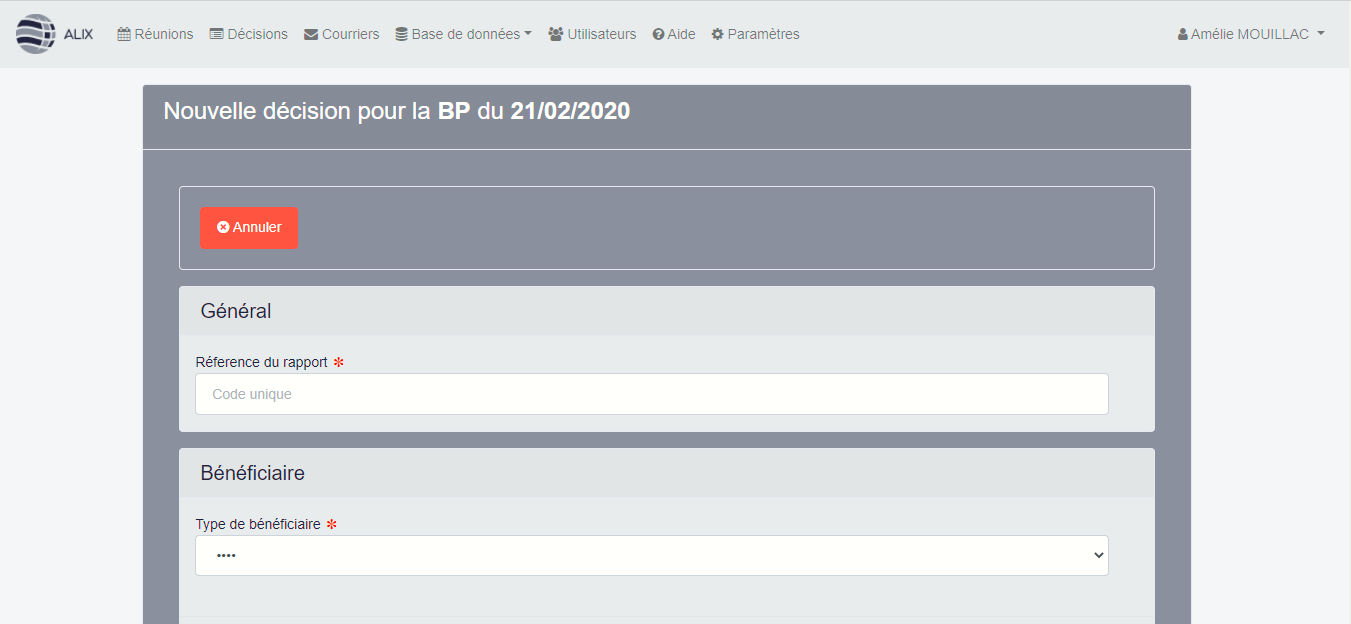 ALIX Réunions Décisions Courriers Base de données Utilisateurs Aide Paramètres Amélie MOUILLAC
Nouvelle décision pour la BP du 21/02/2020
Annuler
Général
Réference du rapport *
Code unique
Bénéficiaire
Type de bénéficiaire *
----